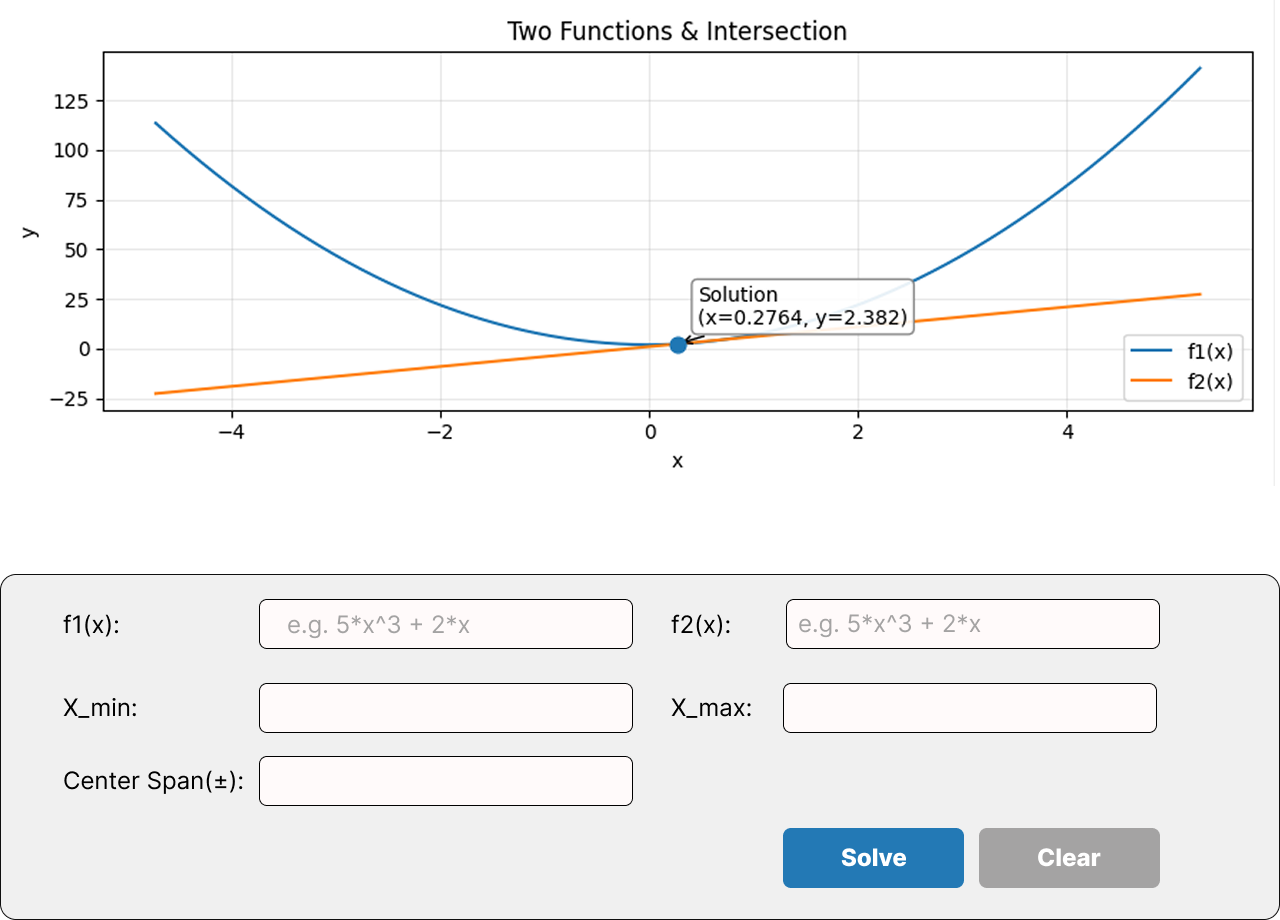 Two Functions & Intersection
y
125
100
75
50
25
0
−25
Solution
(x=0.2764, y=2.382)
f1(x)
f2(x)
−4 −2 0 2 4
x
f1(x): e.g. 5*x^3 + 2*x f2(x): e.g. 5*x^3 + 2*x
X_min: X_max:
Center Span(±):
Solve Clear